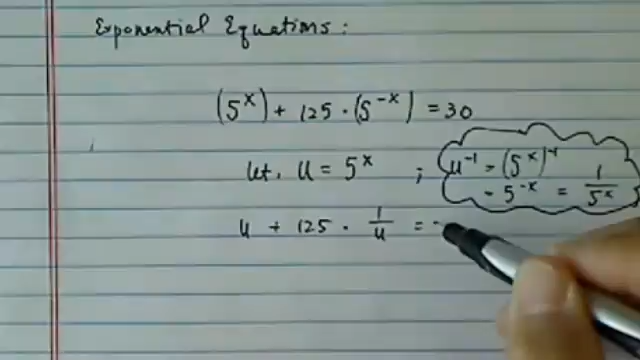 Exponential Equations:
(5^x) + 125 · (5^-x) = 30
let, u = 5^x ; u^-1 = (5^x)^-1
= 5^-x = 1/5^x
u + 125 · 1/u =